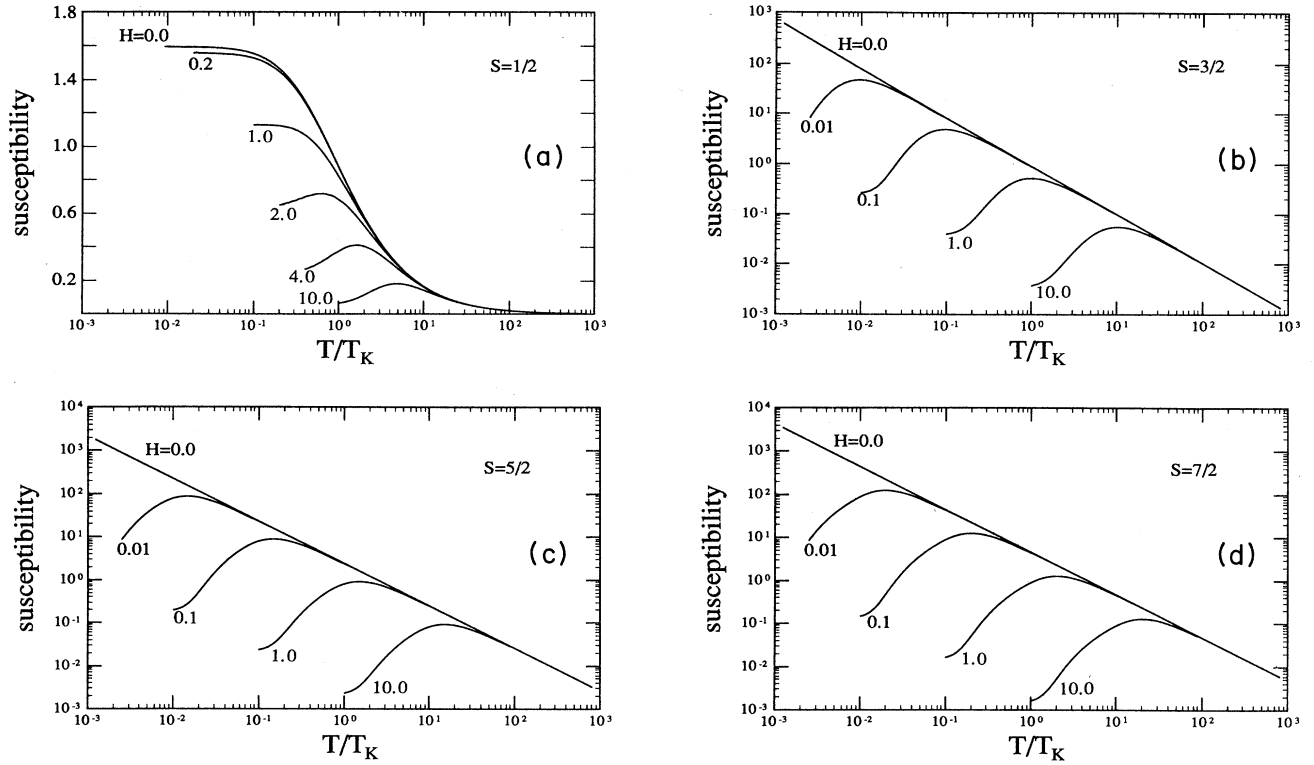 1.8
H=0.0
0.2
S=1/2
1.4
1.0
1.0
(a)
0.6
2.0
4.0
0.2
10.0
10⁻³ 10⁻² 10⁻¹ 10⁰ 10¹ 10² 10³
T/T_K
susceptibility
10³
H=0.0
S=3/2
10²
10¹
0.01
(b)
10⁰
0.1
10⁻¹
1.0
10⁻²
10.0
10⁻³
10⁻³ 10⁻² 10⁻¹ 10⁰ 10¹ 10² 10³
T/T_K
susceptibility
10⁴
H=0.0
10³
S=5/2
10²
0.01
(c)
10¹
10⁰
0.1
10⁻¹
1.0
10⁻²
10.0
10⁻³
10⁻³ 10⁻² 10⁻¹ 10⁰ 10¹ 10² 10³
T/T_K
susceptibility
10⁴
H=0.0
10³
S=7/2
10²
0.01
(d)
10¹
10⁰
0.1
10⁻¹
1.0
10⁻²
10.0
10⁻³
10⁻³ 10⁻² 10⁻¹ 10⁰ 10¹ 10² 10³
T/T_K
susceptibility